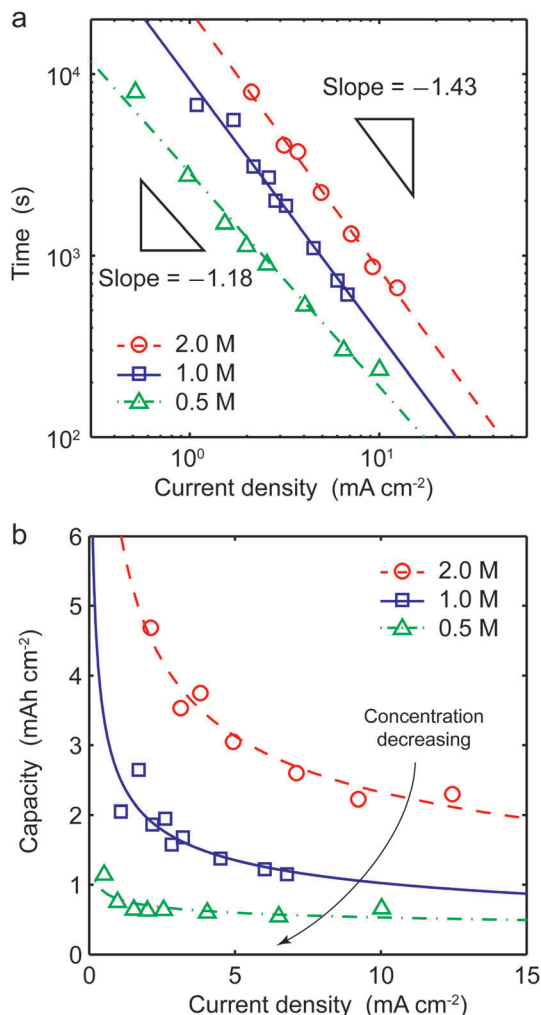 a
10⁴
10³
10²
Time (s)
Slope = −1.43
Slope = −1.18
2.0 M
1.0 M
0.5 M
10⁰
10¹
Current density (mA cm⁻²)
b
6
5
4
3
2
1
0
Capacity (mAh cm⁻²)
2.0 M
1.0 M
0.5 M
Concentration
decreasing
0
5
10
15
Current density (mA cm⁻²)